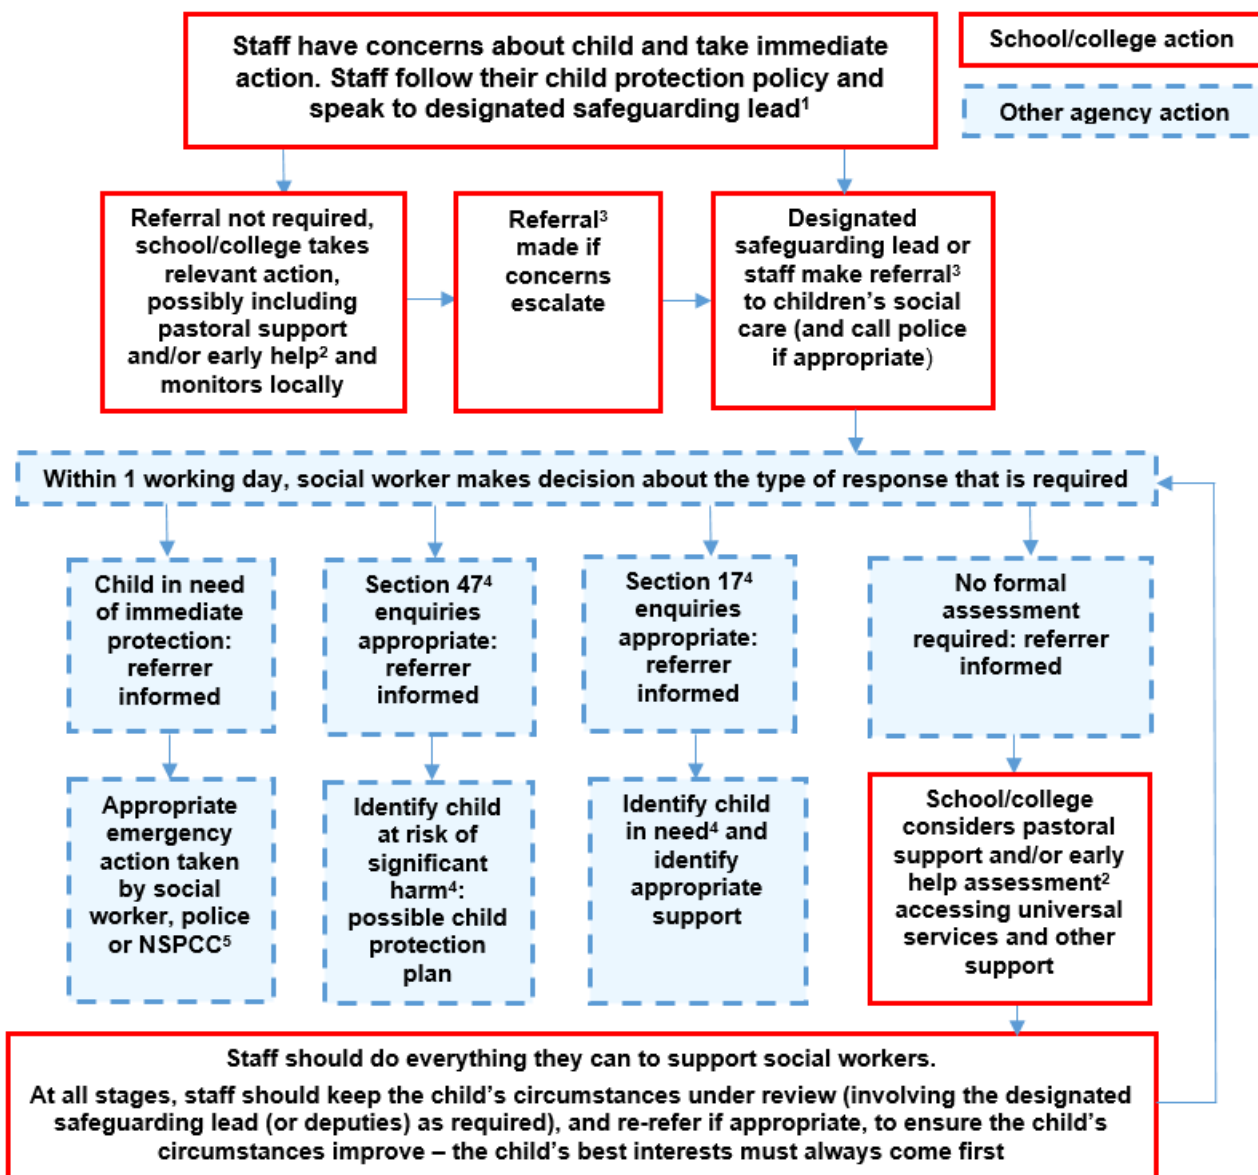 Staff have concerns about child and take immediate
action. Staff follow their child protection policy and
speak to designated safeguarding lead¹
School/college action
Other agency action
Referral not required,
school/college takes
relevant action,
possibly including
pastoral support
and/or early help² and
monitors locally
Referral³
made if
concerns
escalate
Designated
safeguarding lead or
staff make referral³
to children’s social
care (and call police
if appropriate)
Within 1 working day, social worker makes decision about the type of response that is required
Child in need
of immediate
protection:
referrer
informed
Section 47⁴
enquiries
appropriate:
referrer
informed
Section 17⁴
enquiries
appropriate:
referrer
informed
No formal
assessment
required: referrer
informed
Appropriate
emergency
action taken
by social
worker, police
or NSPCC⁵
Identify child
at risk of
significant
harm⁴:
possible child
protection
plan
Identify child
in need⁴ and
identify
appropriate
support
School/college
considers pastoral
support and/or early
help assessment²
accessing universal
services and other
support
Staff should do everything they can to support social workers.
At all stages, staff should keep the child’s circumstances under review (involving the designated
safeguarding lead (or deputies) as required), and re-refer if appropriate, to ensure the child’s
circumstances improve – the child’s best interests must always come first